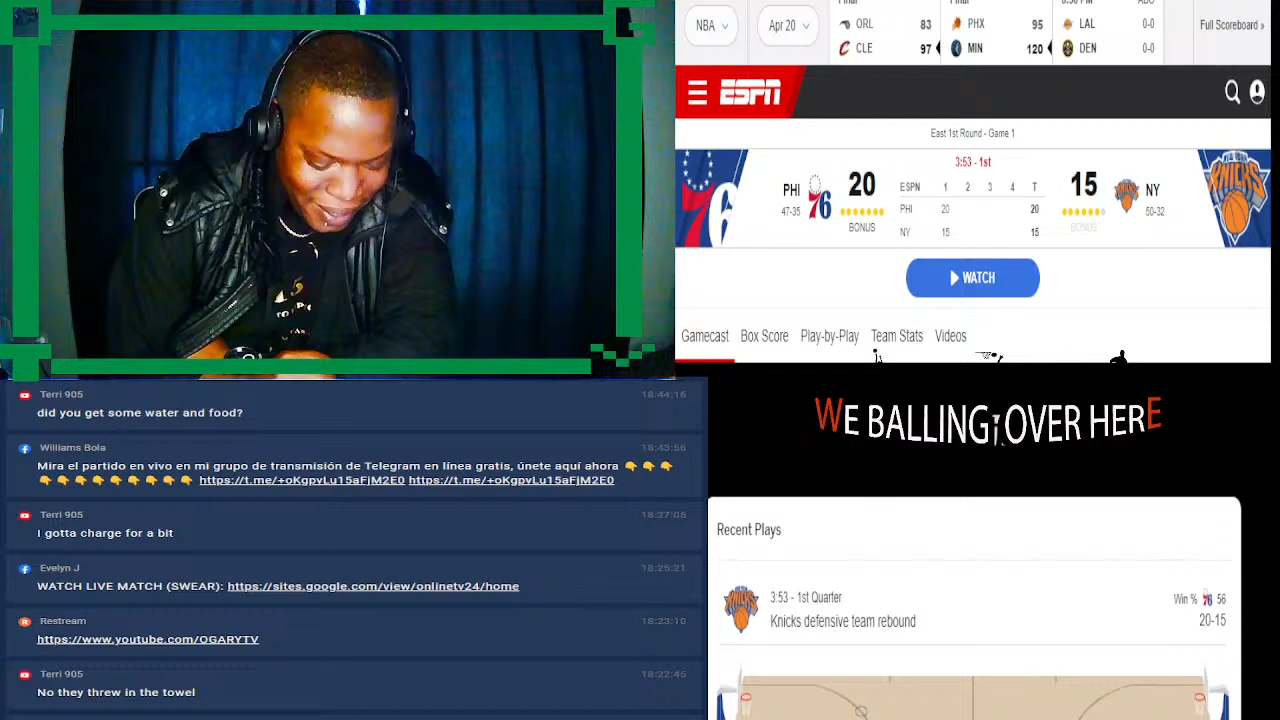 NBA
Apr 20
ORL 83
CLE 97
PHX 95
MIN 120
LAL 0-0
DEN 0-0
Full Scoreboard »
ESPN
East 1st Round - Game 1
3:53 - 1st
PHI
47-35
76
20
BONUS
ESPN 1 2 3 4 T
PHI 20 20
NY 15 15
15
BONUS
NY
50-32
KNICKS
WATCH
Gamecast Box Score Play-by-Play Team Stats Videos
WE BALLING OVER HERE
Recent Plays
3:53 - 1st Quarter
Knicks defensive team rebound
Win % 76 56
20-15
Terri 905 18:44:16
did you get some water and food?
Williams Bola 18:43:56
Mira el partido en vivo en mi grupo de transmisión de Telegram en línea gratis, únete aquí ahora 👇 👇 👇
👇 👇 👇 👇 👇 👇 👇 👇 👇 https://t.me/+oKgpvLu15aFjM2E0 https://t.me/+oKgpvLu15aFjM2E0
Terri 905 18:27:05
I gotta charge for a bit
Evelyn J 18:25:21
WATCH LIVE MATCH (SWEAR): https://sites.google.com/view/onlinetv24/home
Restream 18:23:10
https://www.youtube.com/OGARYTV
Terri 905 18:22:45
No they threw in the towel